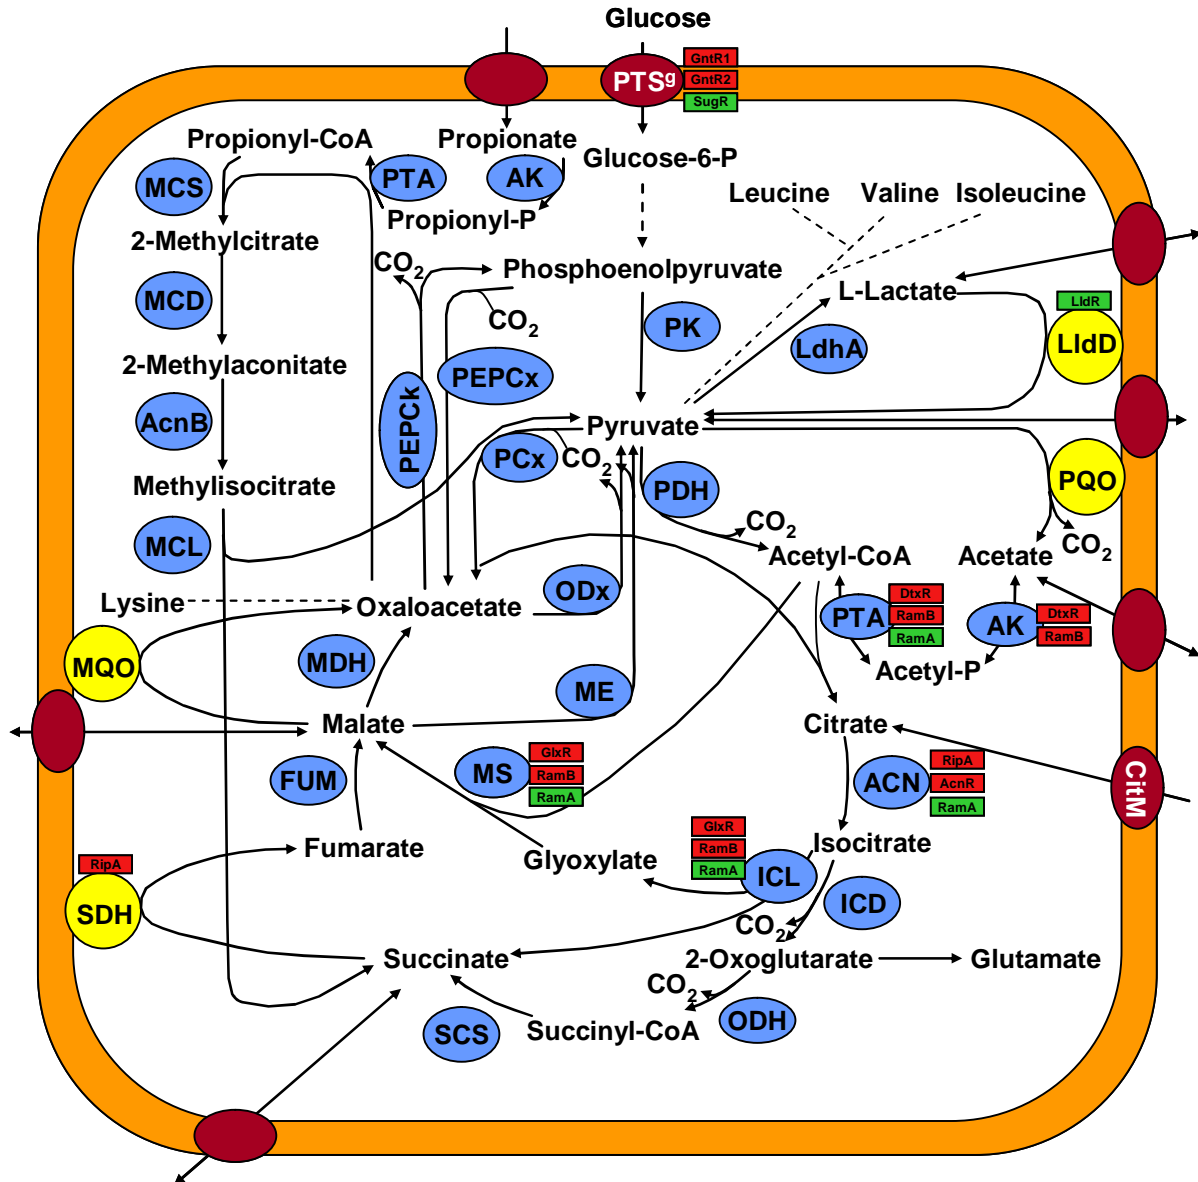 Glucose
GntR1
PTSg
GntR2
SugR
Propionyl-CoA
Propionate
Glucose-6-P
MCS
PTA
AK
Propionyl-P
Leucine
Valine
Isoleucine
2-Methylcitrate
CO2
Phosphoenolpyruvate
MCD
L-Lactate
LldR
CO2
PK
LdhA
LldD
2-Methylaconitate
PEPCx
AcnB
PEPCk
Pyruvate
PCx
CO2
Methylisocitrate
PDH
PQO
MCL
CO2
Acetyl-CoA
Acetate
CO2
Lysine
Oxaloacetate
ODx
PTA
DtxR
RamB
RamA
AK
DtxR
RamB
MQO
MDH
Acetyl-P
ME
Malate
Citrate
FUM
MS
GlxR
RamB
RamA
ACN
RipA
AcnR
RamA
CitM
Fumarate
Glyoxylate
GlxR
RamB
RamA
Isocitrate
RipA
SDH
ICL
ICD
CO2
Succinate
2-Oxoglutarate
Glutamate
CO2
SCS
Succinyl-CoA
ODH